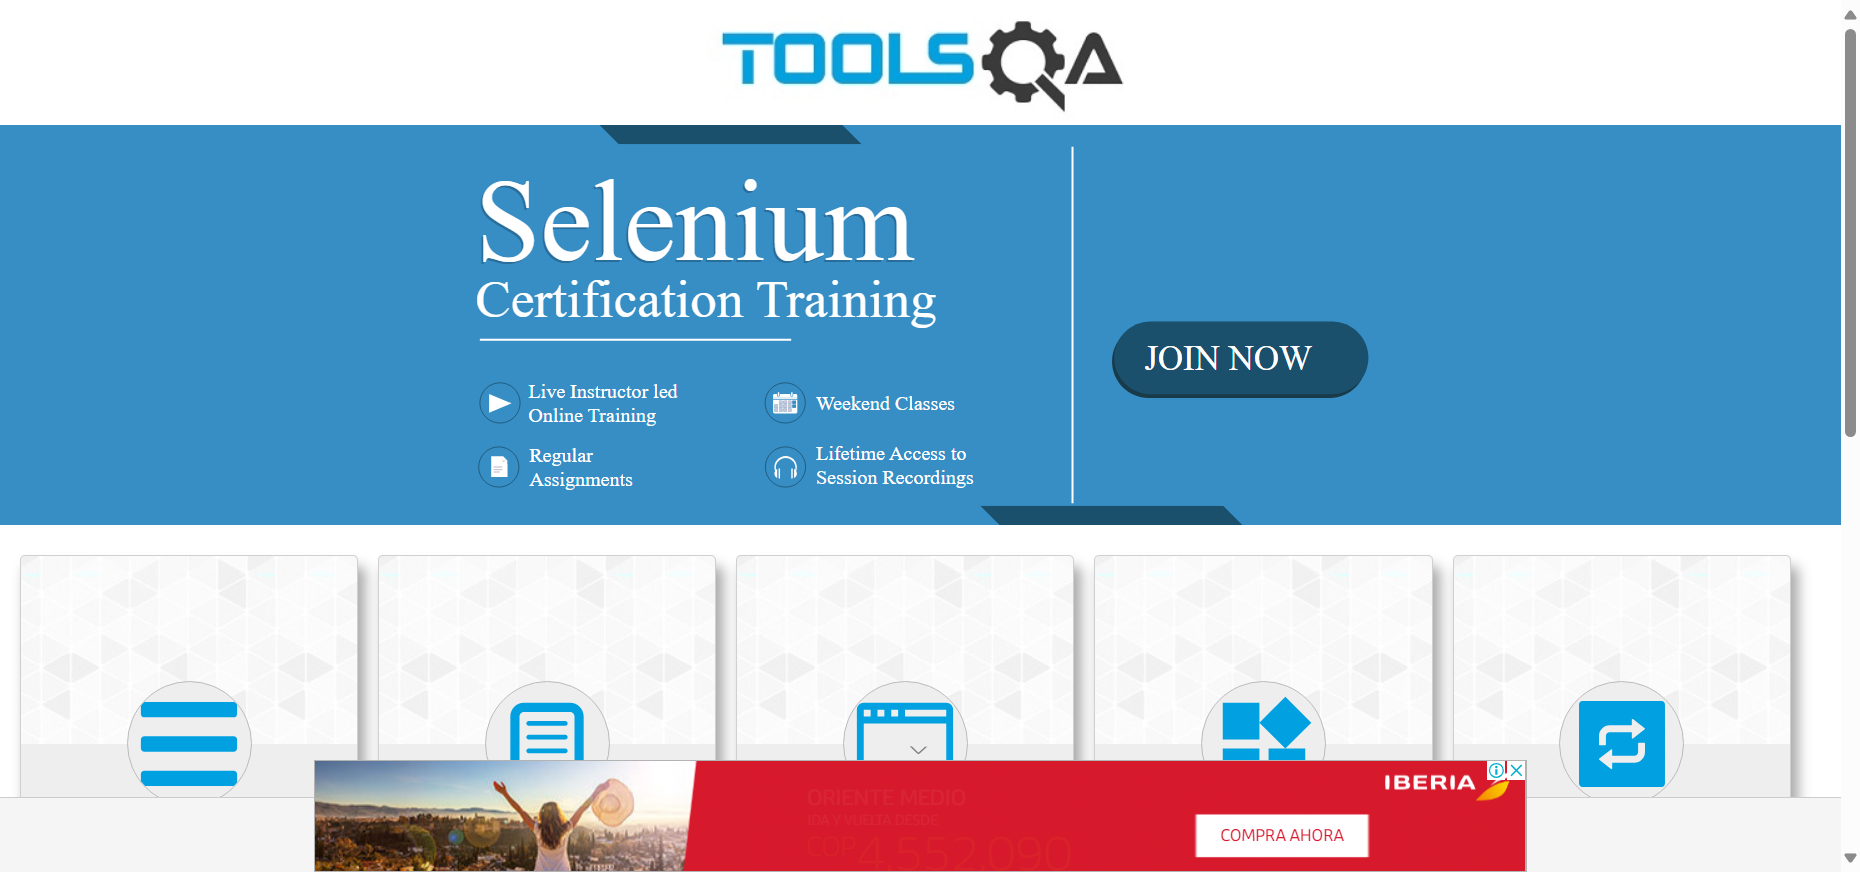 TOOLSQA
Selenium
Certification Training
Live Instructor led
Online Training
Weekend Classes
Regular
Assignments
Lifetime Access to
Session Recordings
JOIN NOW
IBERIA
ORIENTE MEDIO
IDA Y VUELTA DESDE
COP 4.552.090
COMPRA AHORA